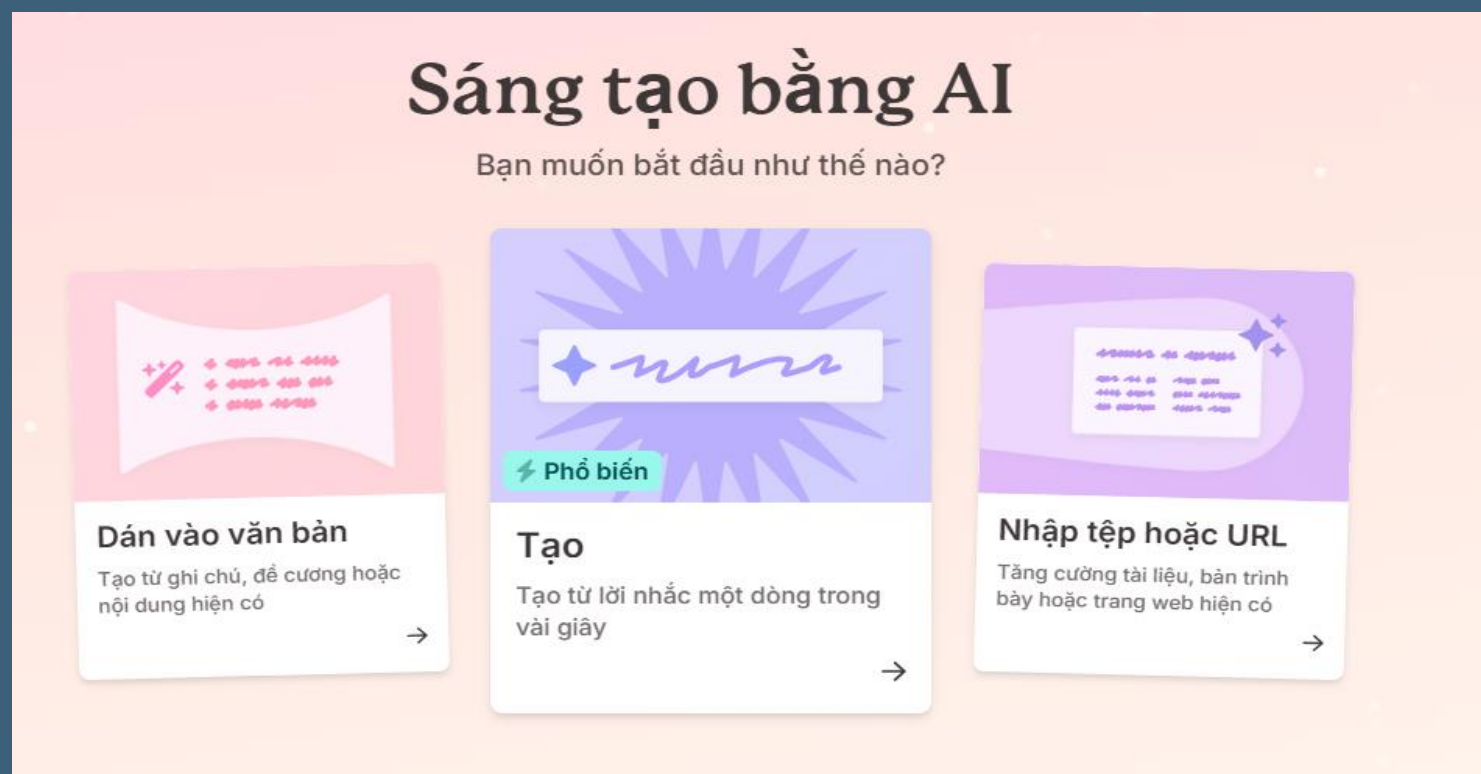 Sáng tạo bằng AI
Bạn muốn bắt đầu như thế nào?
Dán vào văn bản
Tạo từ ghi chú, đề cương hoặc
nội dung hiện có
Phổ biến
Tạo
Tạo từ lời nhắc một dòng trong
vài giây
Nhập tệp hoặc URL
Tăng cường tài liệu, bản trình
bày hoặc trang web hiện có